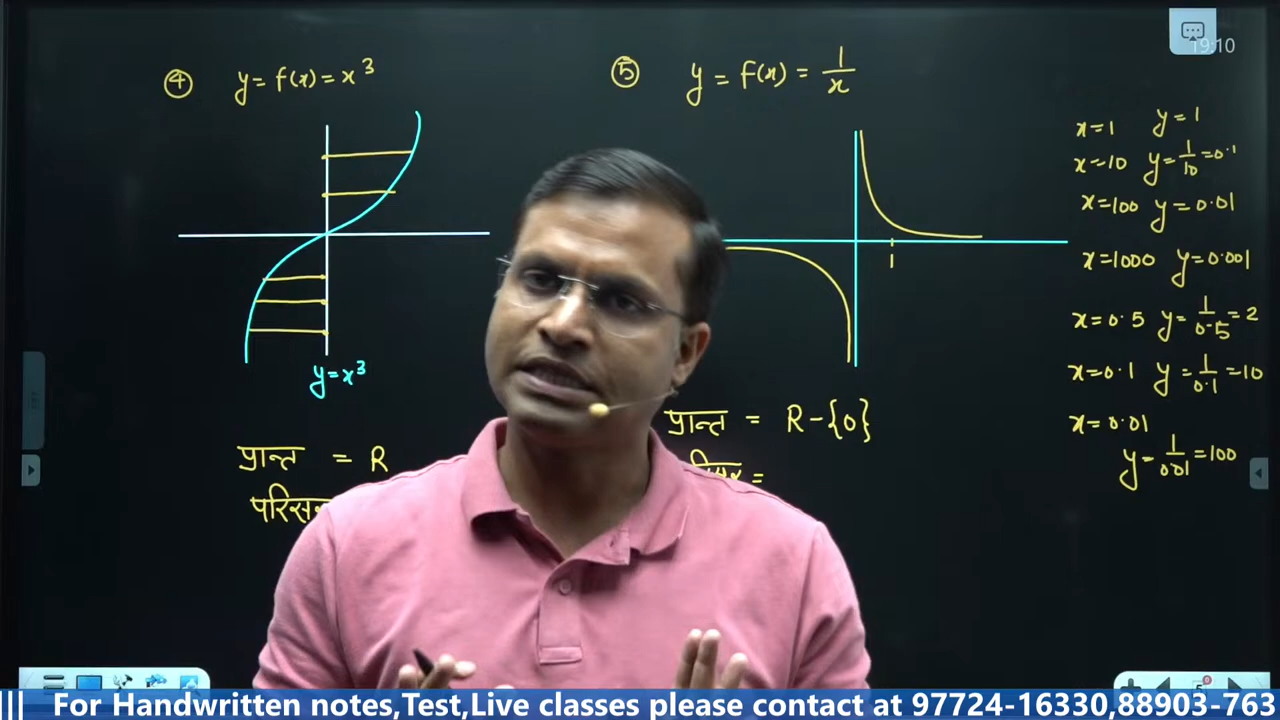 19:10
④ y = f(x) = x³
y=x³
प्रान्त = R
⑤ y = f(x) = 1/x
1
प्रान्त = R-{0}
=
x=1 y=1
x=10 y=1/10=0.1
x=100 y=0.01
x=1000 y=0.001
x=0.5 y=1/0.5=2
x=0.1 y=1/0.1=10
x=0.01
y=1/0.01=100
||| For Handwritten notes,Test,Live classes please contact at 97724-16330,88903-763